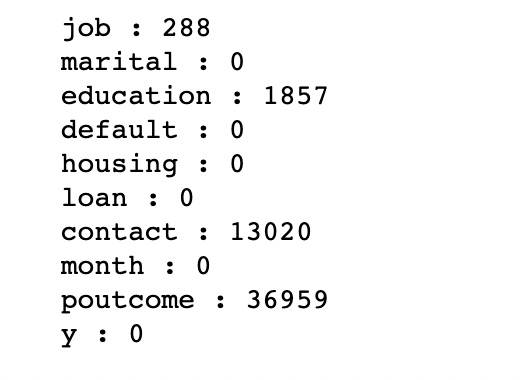 job : 288
marital : 0
education : 1857
default : 0
housing : 0
loan : 0
contact : 13020
month : 0
poutcome : 36959
y : 0